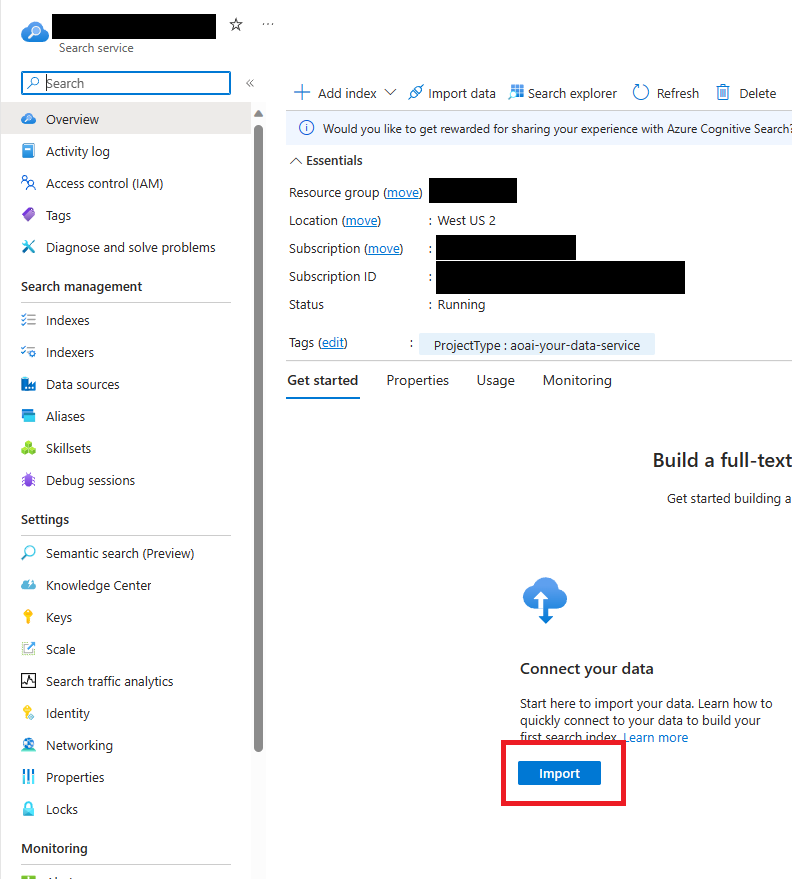 Search service
Search
«
Overview
Activity log
Access control (IAM)
Tags
Diagnose and solve problems
Search management
Indexes
Indexers
Data sources
Aliases
Skillsets
Debug sessions
Settings
Semantic search (Preview)
Knowledge Center
Keys
Scale
Search traffic analytics
Identity
Networking
Properties
Locks
Monitoring
Add index Import data Search explorer Refresh Delete
Would you like to get rewarded for sharing your experience with Azure Cognitive Search?
Essentials
Resource group (move)
Location (move) : West US 2
Subscription (move) :
Subscription ID :
Status : Running
Tags (edit) : ProjectType : aoai-your-data-service
Get started Properties Usage Monitoring
Build a full-text
Get started building a
Connect your data
Start here to import your data. Learn how to
quickly connect to your data to build your
first search index. Learn more
Import